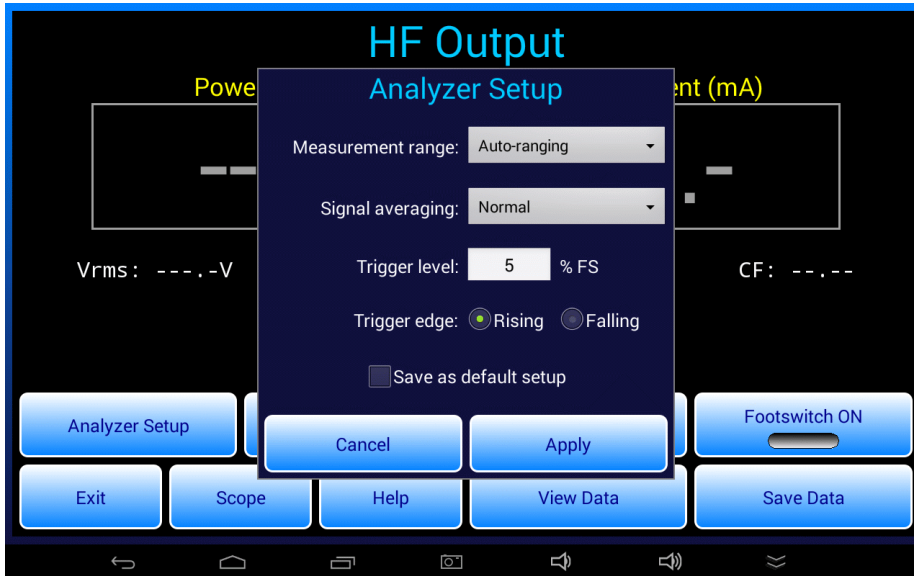 HF Output
Powe
nt (mA)
Analyzer Setup
Measurement range: Auto-ranging
Signal averaging: Normal
Trigger level: 5 % FS
Trigger edge: Rising Falling
Save as default setup
Cancel Apply
--
.-
Vrms: ---.-V
CF: --.--
Analyzer Setup
Footswitch ON
Exit Scope Help View Data Save Data